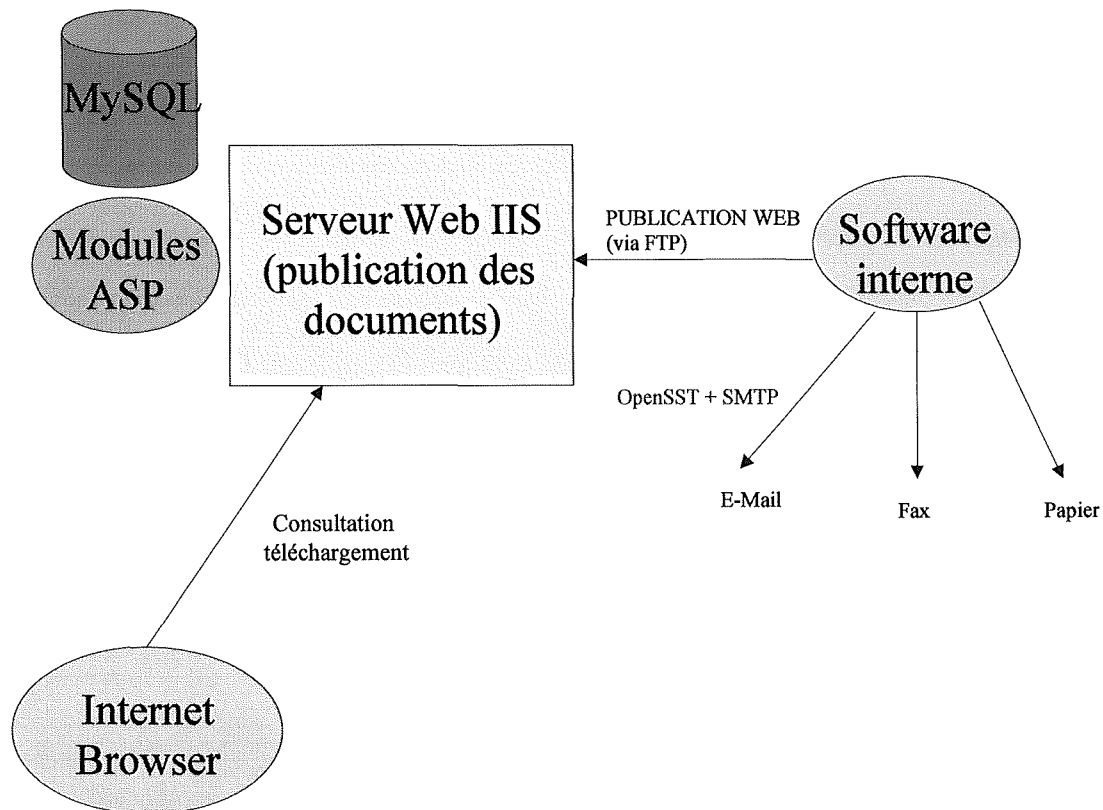 MySQL
Modules
ASP
Serveur Web IIS
(publication des
documents)
PUBLICATION WEB
(via FTP)
Software
interne
OpenSST + SMTP
E-Mail
Fax
Papier
Consultation
téléchargement
Internet
Browser